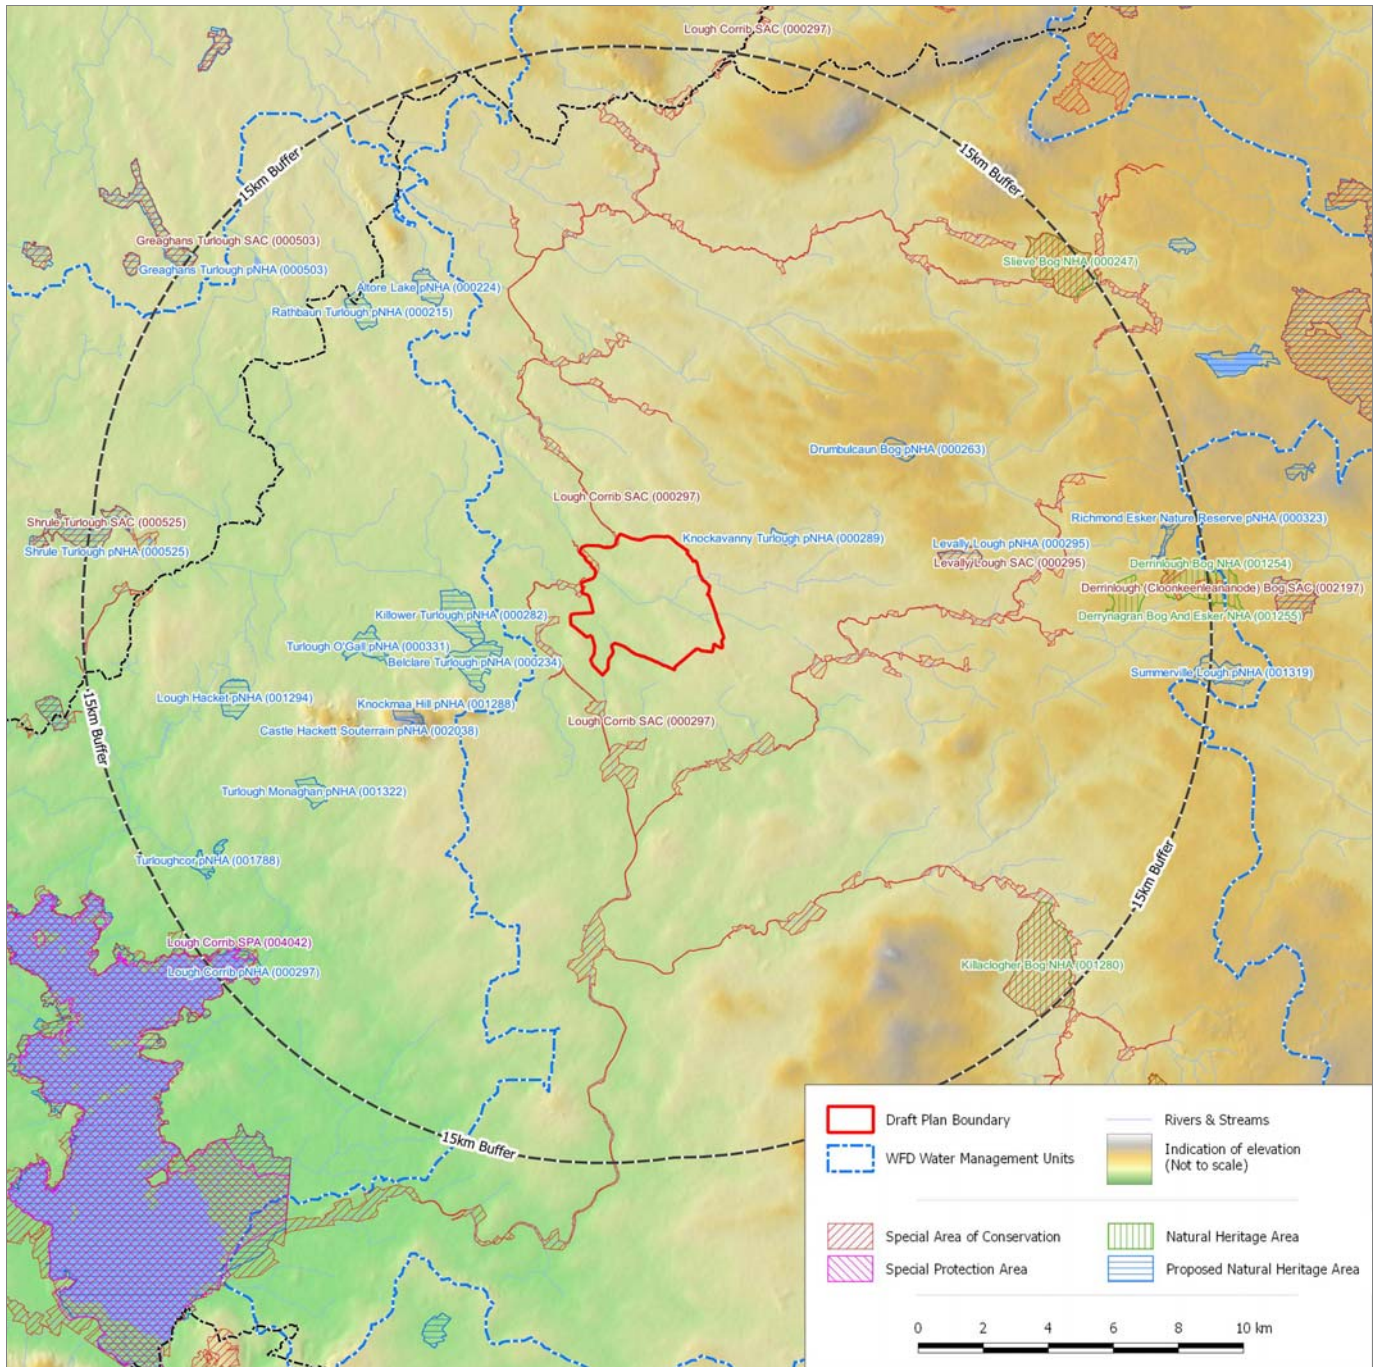 Lough Corrib SAC (000297)
15km Buffer
15km Buffer
Greaghans Turlough SAC (000503)
Slieve Bog NHA (000247)
Greaghans Turlough pNHA (000503)
Altore Lake pNHA (000224)
Rathbaun Turlough pNHA (000215)
Drumbulcaun Bog pNHA (000263)
Lough Corrib SAC (000297)
Shrule Turlough SAC (000525)
Richmond Esker Nature Reserve pNHA (000323)
Knockavanny Turlough pNHA (000289)
Levally Lough pNHA (000295)
Shrule Turlough pNHA (000525)
Levally Lough SAC (000295)
Derrinlough Bog NHA (001254)
Derrinlough (Cloonkeenleananode) Bog SAC (002197)
Killower Turlough pNHA (000282)
Derrynagran Bog And Esker NHA (001255)
Turlough O'Gall pNHA (000331)
Belclare Turlough pNHA (000234)
Summerville Lough pNHA (001319)
Lough Hacket pNHA (001294)
Knockmaa Hill pNHA (001288)
Lough Corrib SAC (000297)
Castle Hackett Souterrain pNHA (002038)
15km Buffer
Turlough Monaghan pNHA (001322)
Turloughcor pNHA (001788)
15km Buffer
Lough Corrib SPA (004042)
Lough Corrib pNHA (000297)
Killaclogher Bog NHA (001280)
15km Buffer
Draft Plan Boundary
Rivers & Streams
WFD Water Management Units
Indication of elevation
(Not to scale)
Special Area of Conservation
Natural Heritage Area
Special Protection Area
Proposed Natural Heritage Area
0 2 4 6 8 10 km